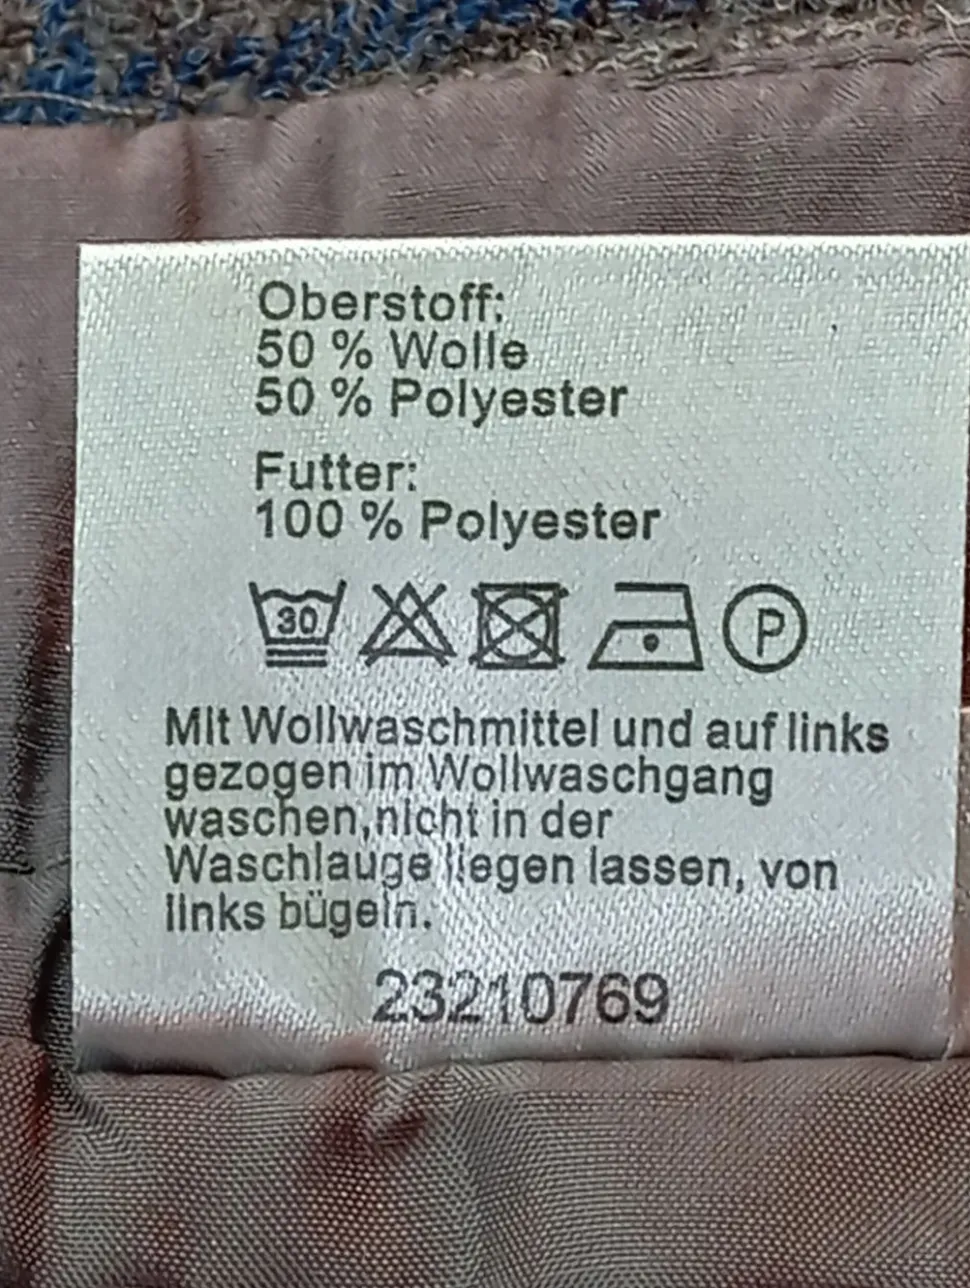 Oberstoff:
50 % Wolle
50 % Polyester
Futter:
100 % Polyester
30 P
Mit Wollwaschmittel und auf links
gezogen im Wollwaschgang
waschen,nicht in der
Waschlauge liegen lassen, von
links bügeln.
23210769